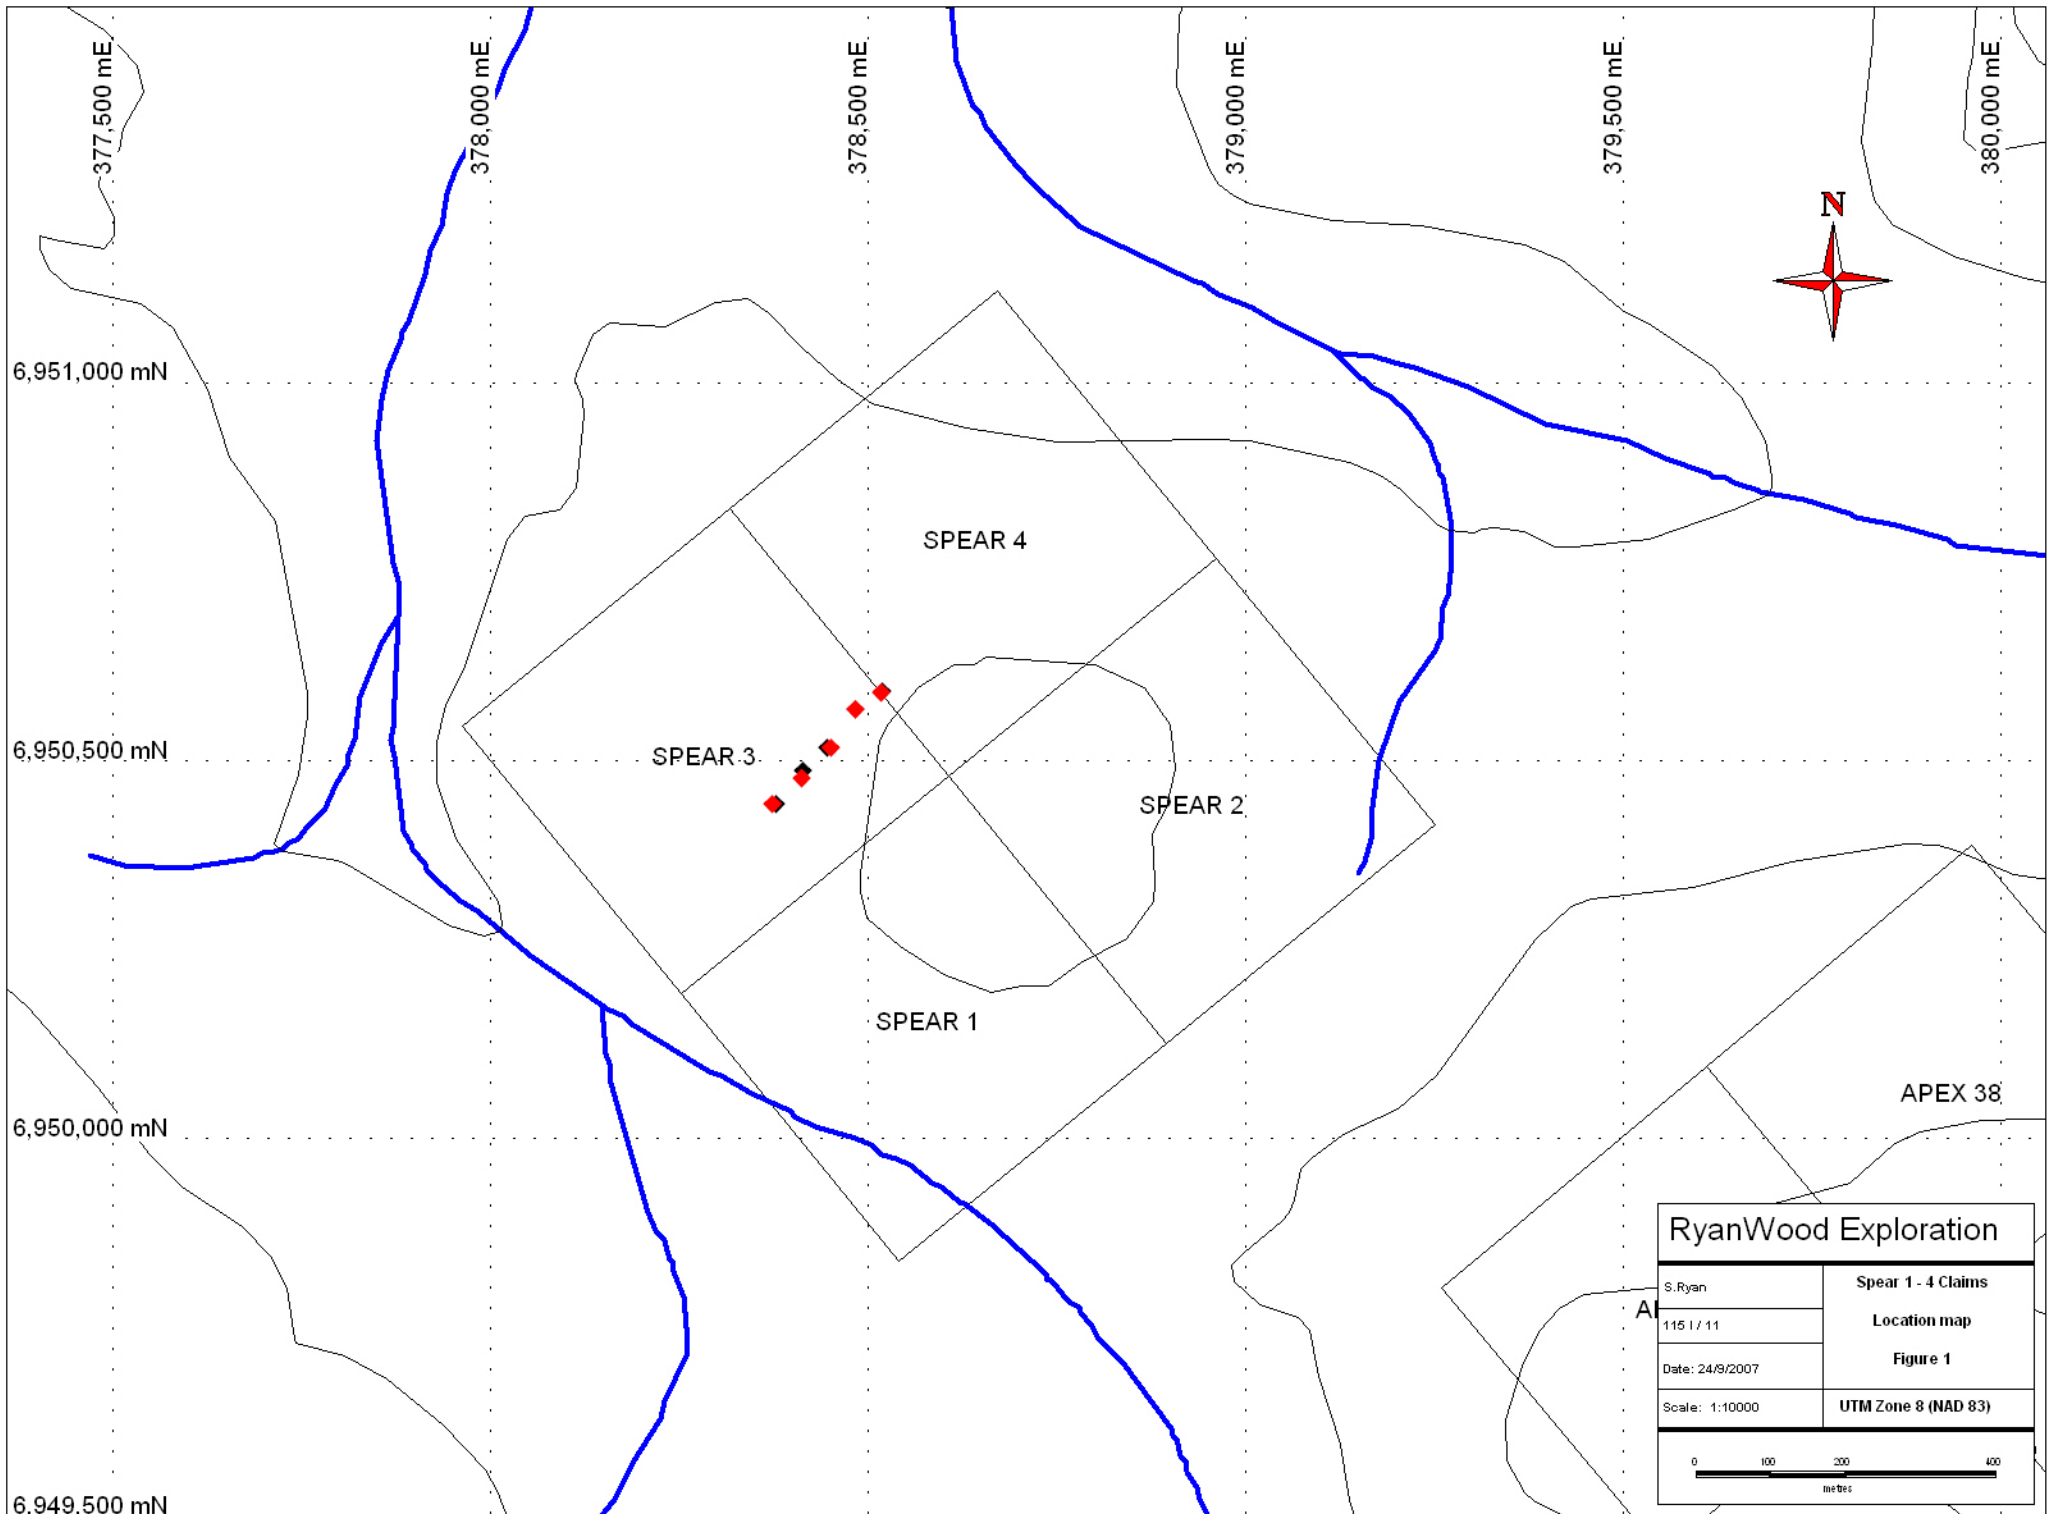 377,500 mE
378,000 mE
378,500 mE
379,000 mE
379,500 mE
380,000 mE
N
6,951,000 mN
SPEAR 4
6,950,500 mN
SPEAR 3
SPEAR 2
SPEAR 1
APEX 38
6,950,000 mN
RyanWood Exploration
S.Ryan
Spear 1 - 4 Claims
115 I / 11
Location map
Date: 24/9/2007
Figure 1
Scale: 1:10000
UTM Zone 8 (NAD 83)
0 100 200 400
metres
6,949,500 mN